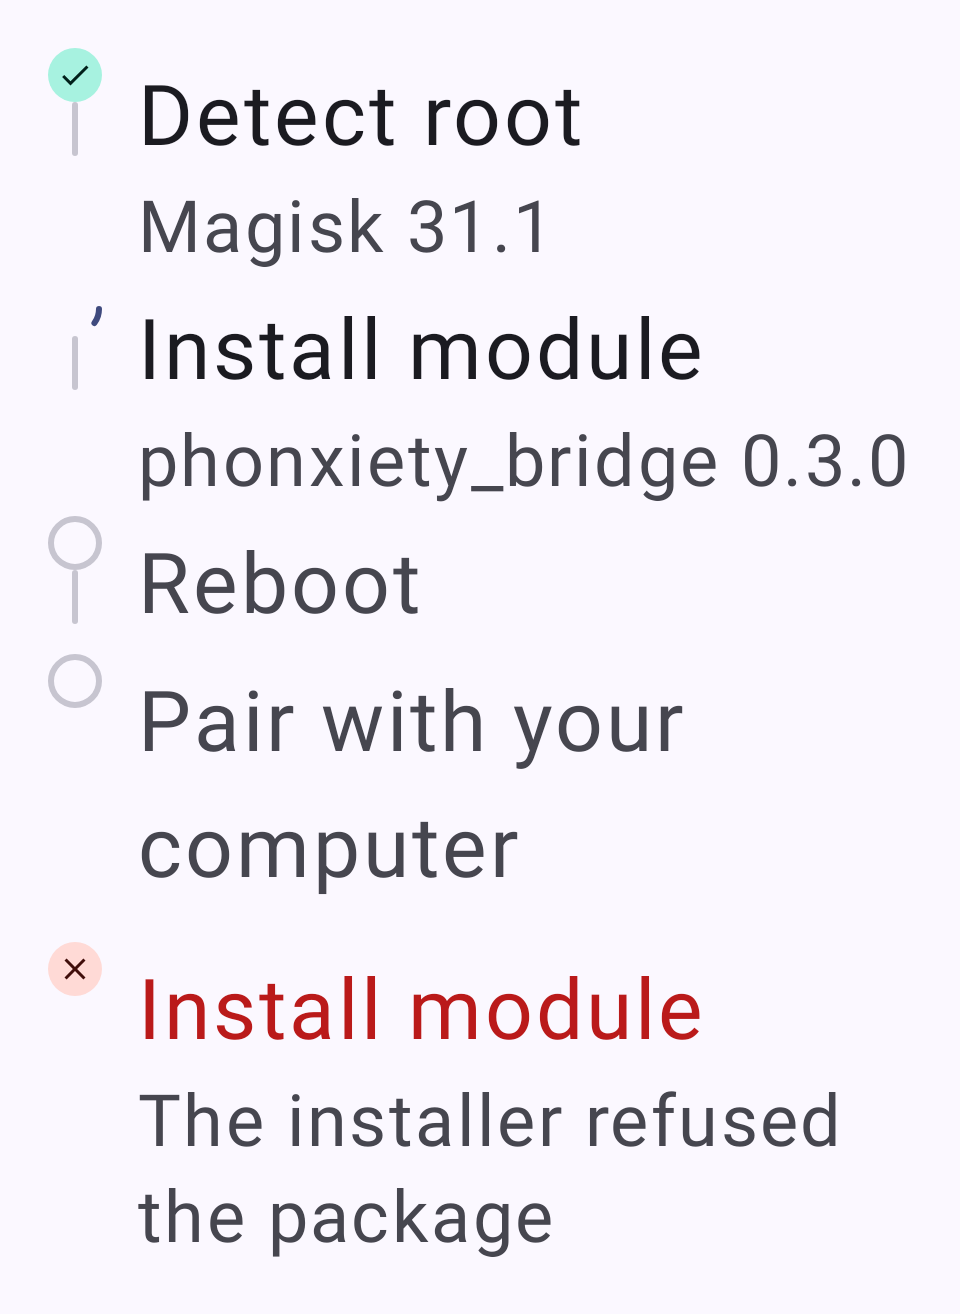 Detect root
Magisk 31.1
Install module
phonxiety_bridge 0.3.0
Reboot
Pair with your
computer
Install module
The installer refused
the package